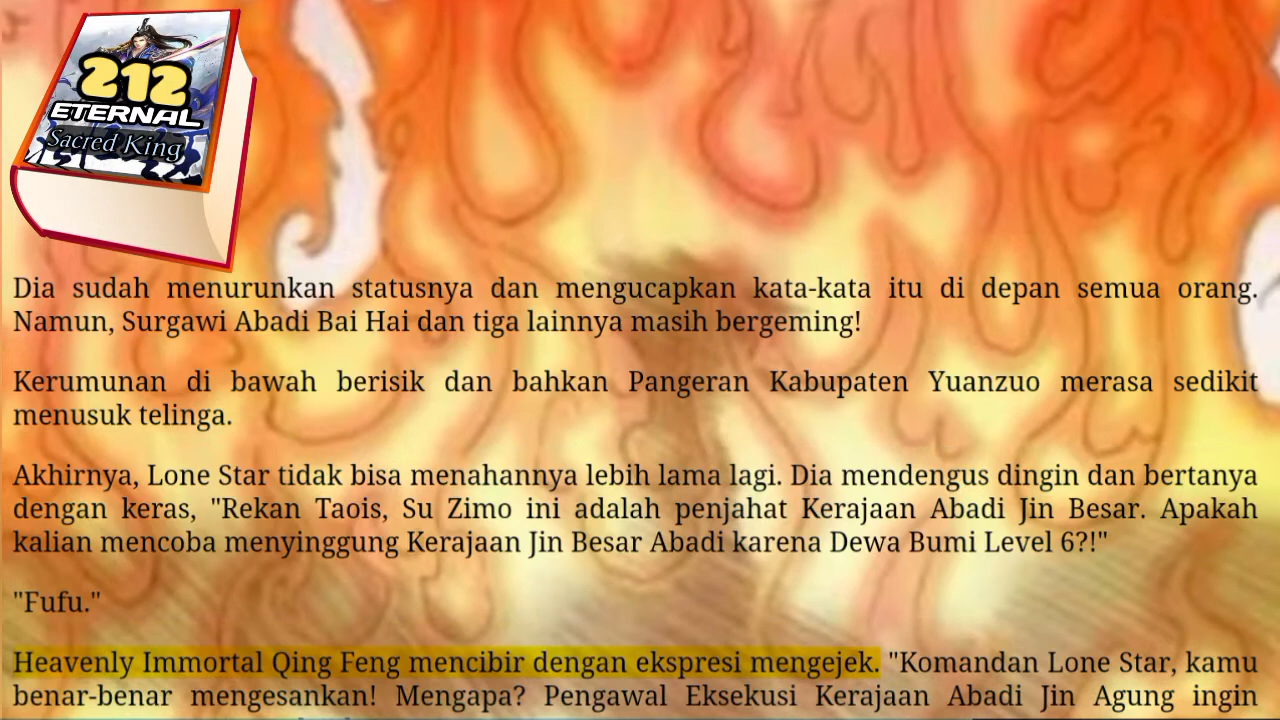 212
ETERNAL
Sacred King
Dia sudah menurunkan statusnya dan mengucapkan kata-kata itu di depan semua orang.
Namun, Surgawi Abadi Bai Hai dan tiga lainnya masih bergeming!
Kerumunan di bawah berisik dan bahkan Pangeran Kabupaten Yuanzuo merasa sedikit
menusuk telinga.
Akhirnya, Lone Star tidak bisa menahannya lebih lama lagi. Dia mendengus dingin dan bertanya
dengan keras, "Rekan Taois, Su Zimo ini adalah penjahat Kerajaan Abadi Jin Besar. Apakah
kalian mencoba menyinggung Kerajaan Jin Besar Abadi karena Dewa Bumi Level 6?!"
"Fufu."
Heavenly Immortal Qing Feng mencibir dengan ekspresi mengejek. "Komandan Lone Star, kamu
benar-benar mengesankan! Mengapa? Pengawal Eksekusi Kerajaan Abadi Jin Agung ingin